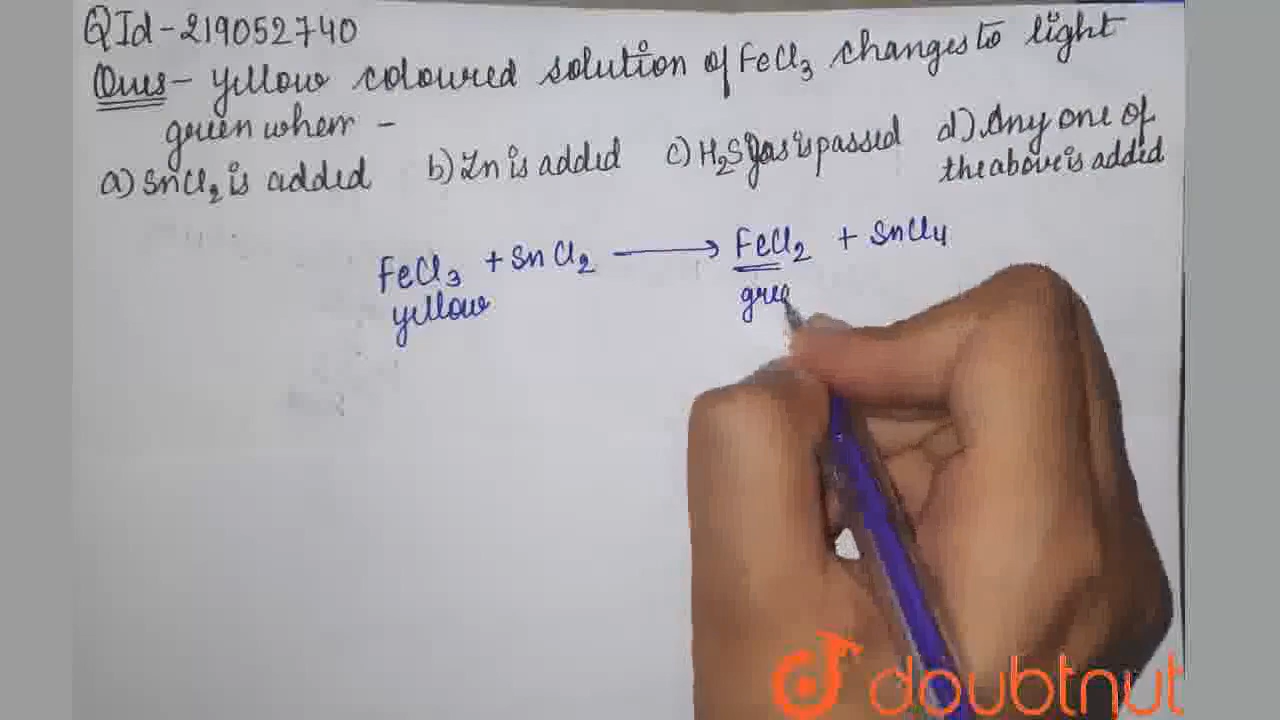 QId-219052740
Ques- Yellow coloured solution of FeCl3 changes to light
green when -
a) SnCl2 is added b) Zn is added c) H2S gas is passed d) Any one of
the above is added
FeCl3 + SnCl2 → FeCl2 + SnCl4
yellow gree
doubtnut